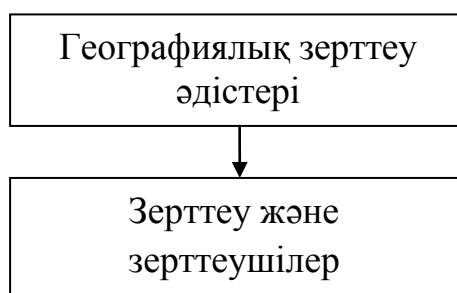 Географиялық зерттеу
әдістері
Зерттеу және
зерттеушілер